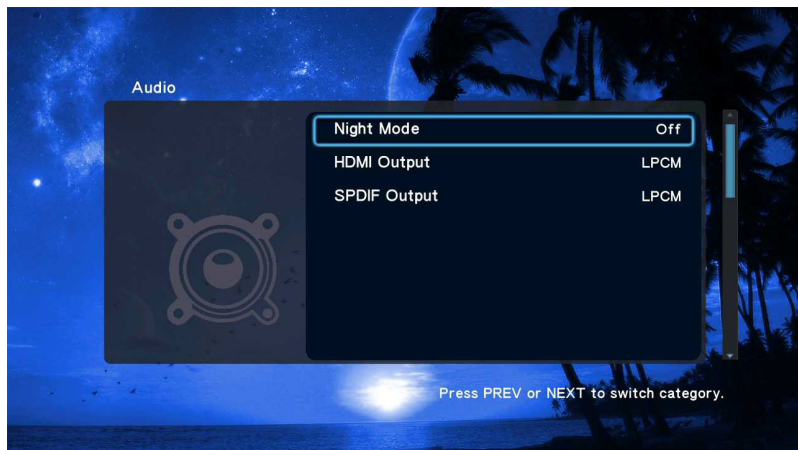 Audio
Night Mode Off
HDMI Output LPCM
SPDIF Output LPCM
Press PREV or NEXT to switch category.